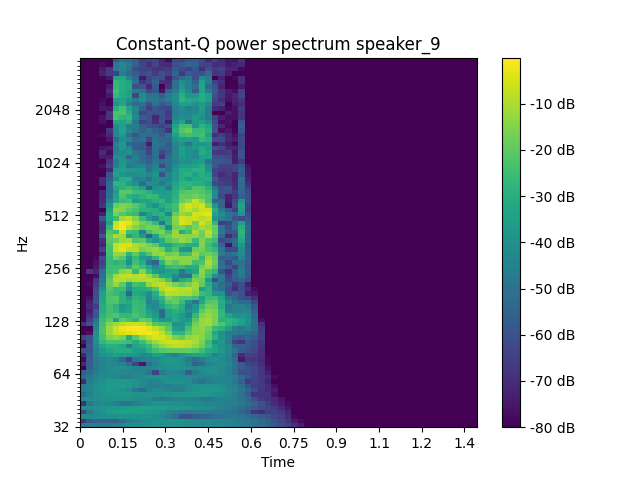 Constant-Q power spectrum speaker_9
Hz
2048
1024
512
256
128
64
32
0 0.15 0.3 0.45 0.6 0.75 0.9 1.1 1.2 1.4
Time
-10 dB
-20 dB
-30 dB
-40 dB
-50 dB
-60 dB
-70 dB
-80 dB